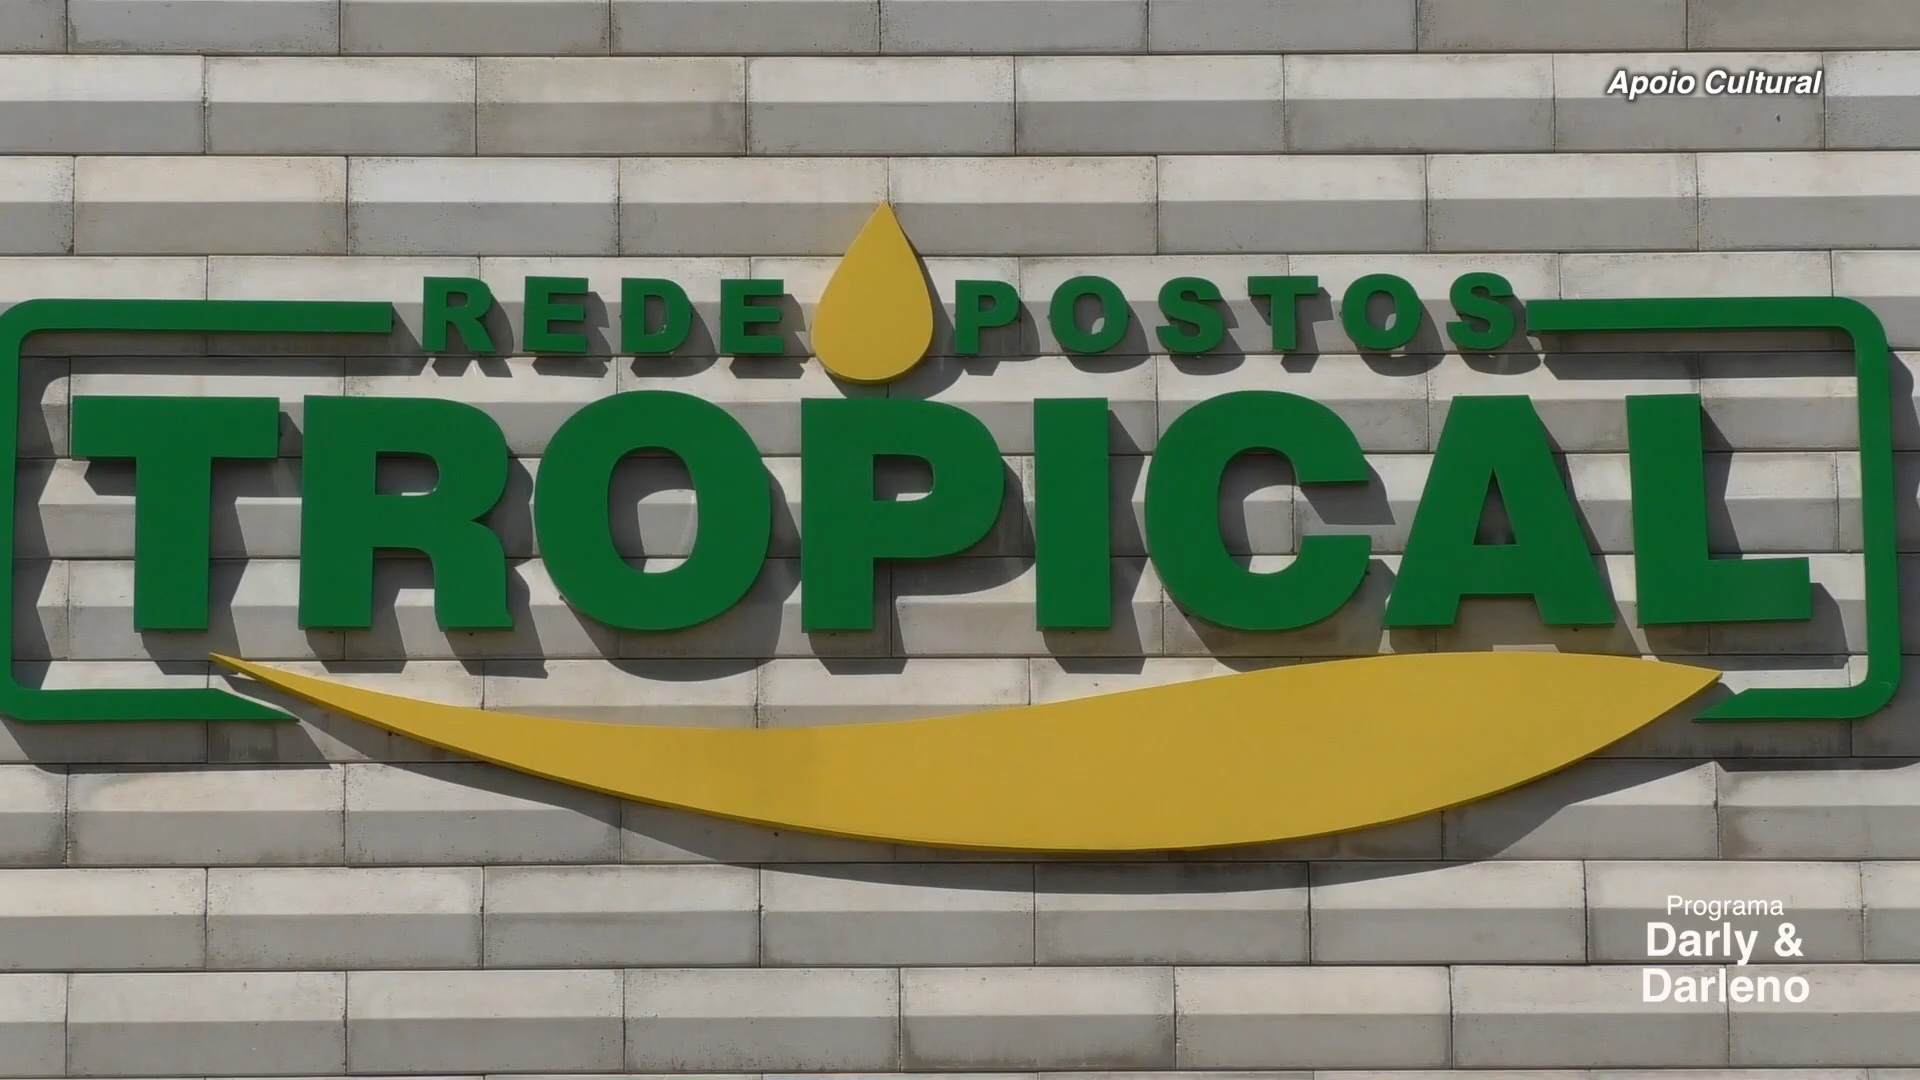 Apoio Cultural
REDE POSTOS
TROPICAL
Programa
Darly &
Darleno